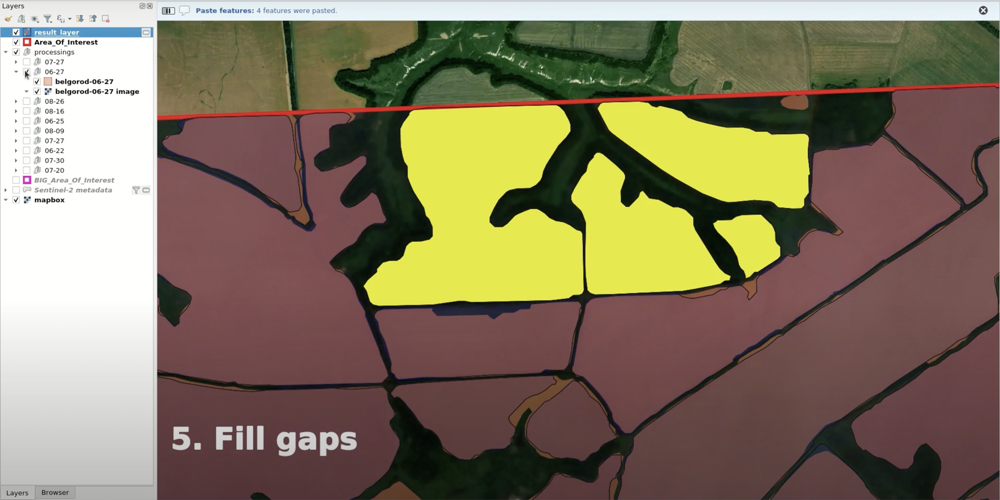 Layers
Paste features: 4 features were pasted.
result_layer
Area_Of_Interest
processings
07-27
06-27
belgorod-06-27
belgorod-06-27 image
08-26
08-16
06-25
08-09
07-27
06-22
07-30
07-20
BIG_Area_Of_Interest
Sentinel-2 metadata
mapbox
5. Fill gaps
Layers
Browser